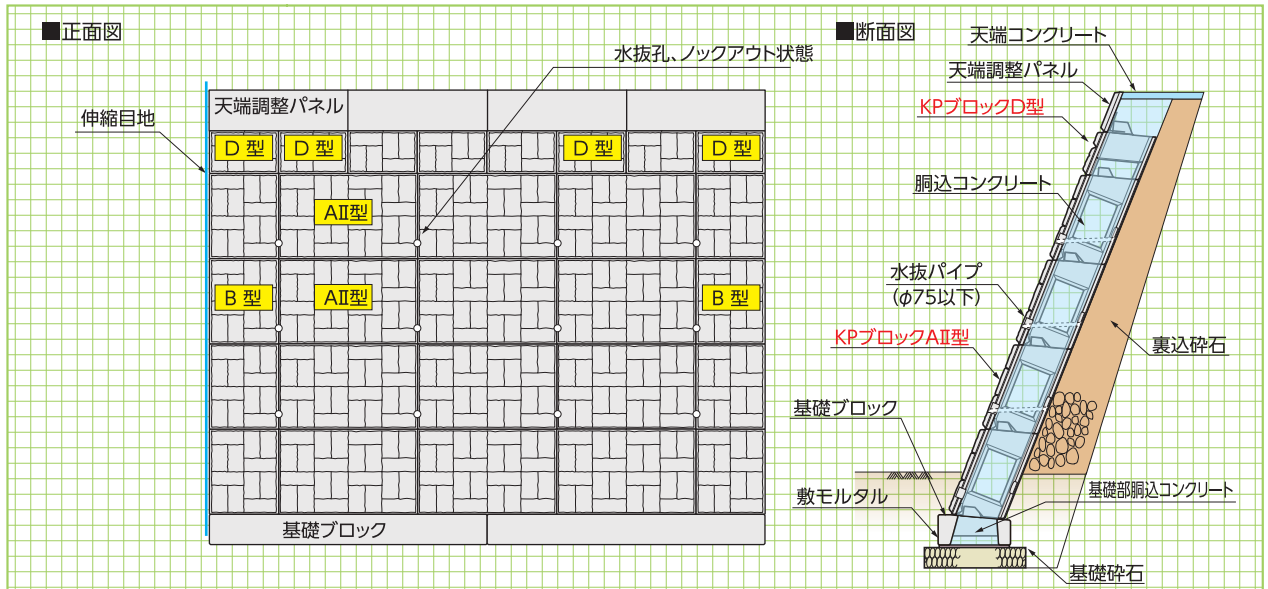 ■正面図
水抜孔、ノックアウト状態
伸縮目地
天端調整パネル
D 型
D 型
D 型
D 型
AⅡ型
B 型
AⅡ型
B 型
基礎ブロック
■断面図
天端コンクリート
天端調整パネル
KPブロックD型
胴込コンクリート
水抜パイプ
(φ75以下)
KPブロックAⅡ型
裏込砕石
基礎ブロック
敷モルタル
基礎部胴込コンクリート
基礎砕石